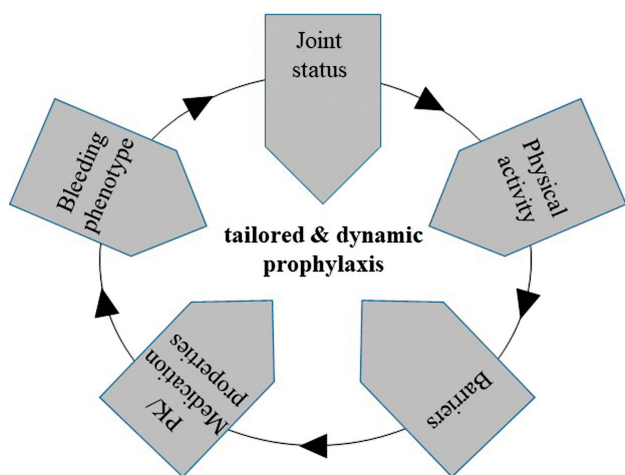 Joint
status
Physical
activity
Barriers
PK/
Medication
properties
Bleeding
phenotype
tailored & dynamic
prophylaxis